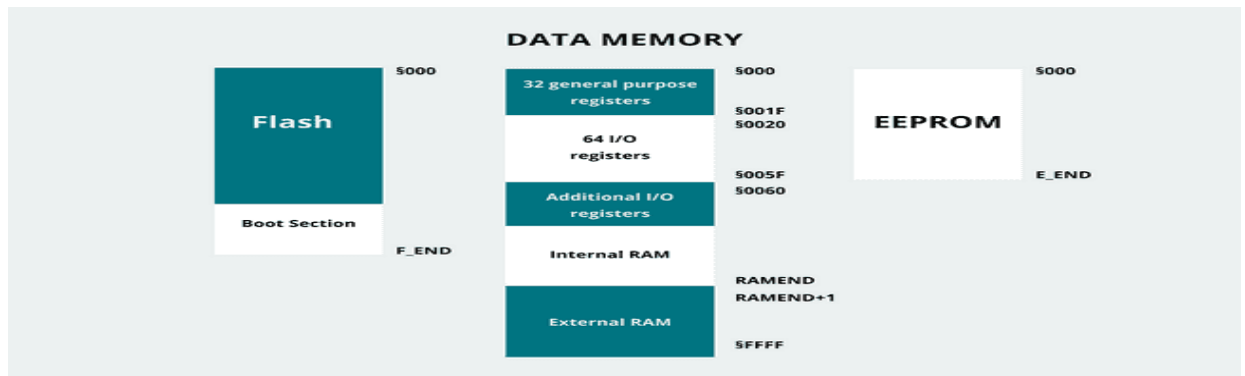 DATA MEMORY
Flash
Boot Section
§000
F_END
32 general purpose
registers
64 I/O
registers
Additional I/O
registers
Internal RAM
External RAM
§000
§001F
§0020
§005F
§0060
RAMEND
RAMEND+1
§FFFF
EEPROM
§000
E_END